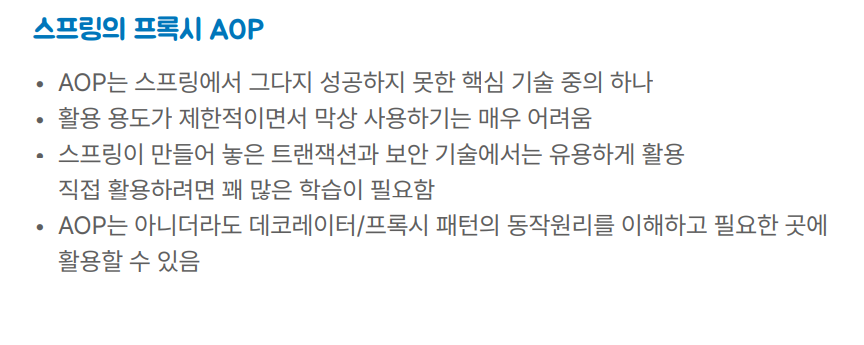 스프링의 프록시 AOP
• AOP는 스프링에서 그다지 성공하지 못한 핵심 기술 중의 하나
• 활용 용도가 제한적이면서 막상 사용하기는 매우 어려움
• 스프링이 만들어 놓은 트랜잭션과 보안 기술에서는 유용하게 활용
직접 활용하려면 꽤 많은 학습이 필요함
• AOP는 아니더라도 데코레이터/프록시 패턴의 동작원리를 이해하고 필요한 곳에
활용할 수 있음